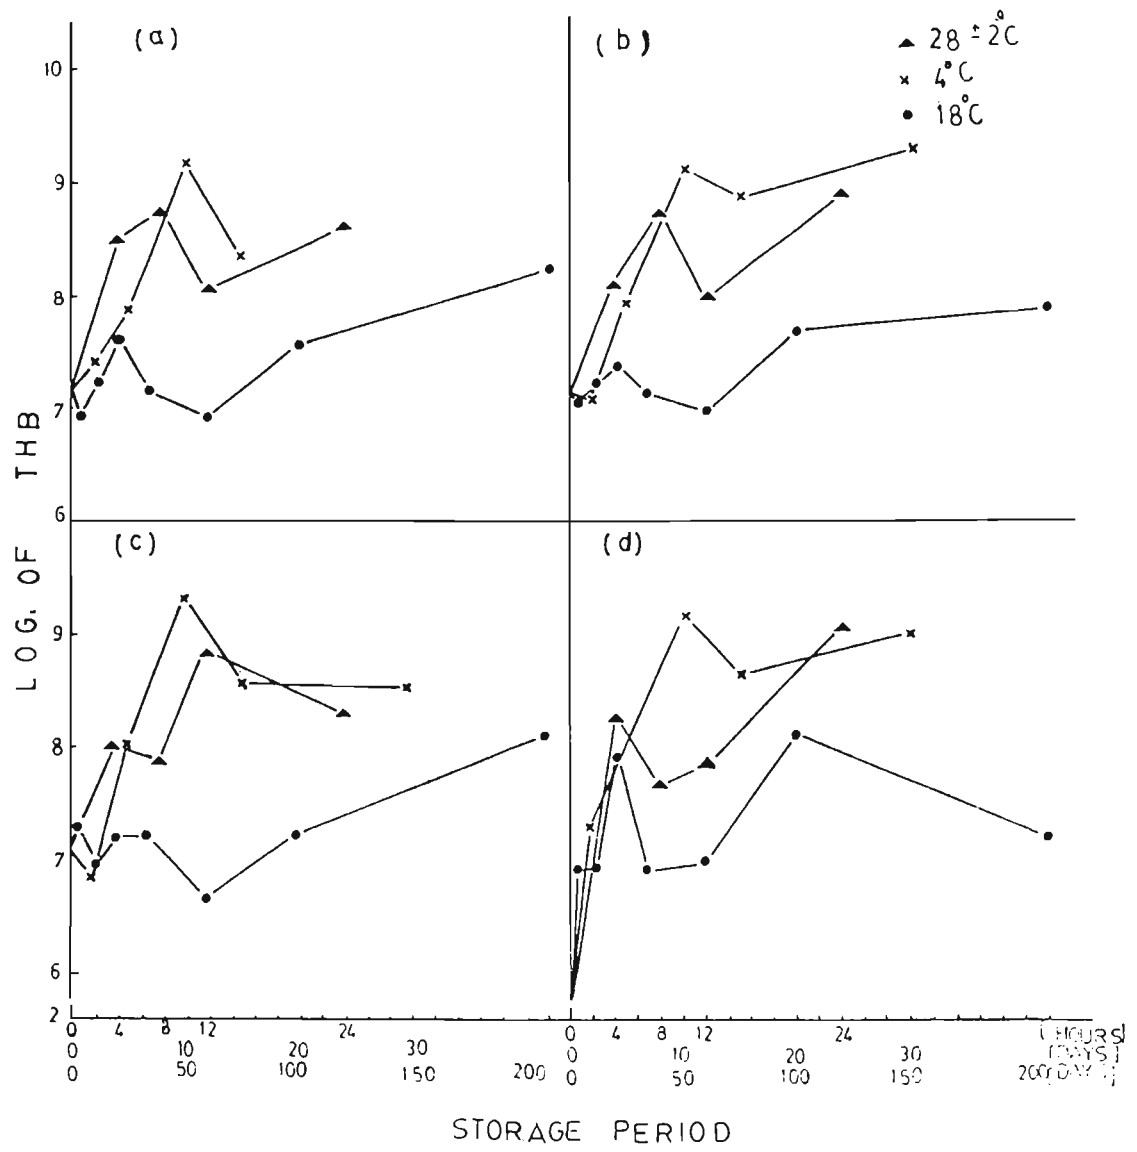 (a)
(b)
▲ 28 ± 2°C
× 4°C
● 18°C
10
9
8
7
6
LOG. OF THB
(c)
(d)
9
8
7
6
2
0 4 8 12 24 0 4 8 12 24 [HOURS]
0 10 20 30 0 10 20 30 [DAYS]
0 50 100 150 200 0 50 100 150 200 [DAYS]
STORAGE PERIOD